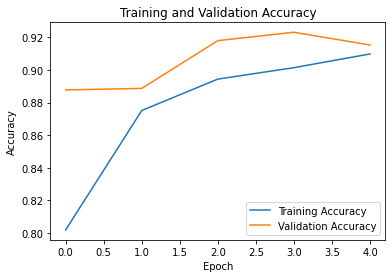 Training and Validation Accuracy
Accuracy
0.92
0.90
0.88
0.86
0.84
0.82
0.80
Training Accuracy
Validation Accuracy
0.0 0.5 1.0 1.5 2.0 2.5 3.0 3.5 4.0
Epoch